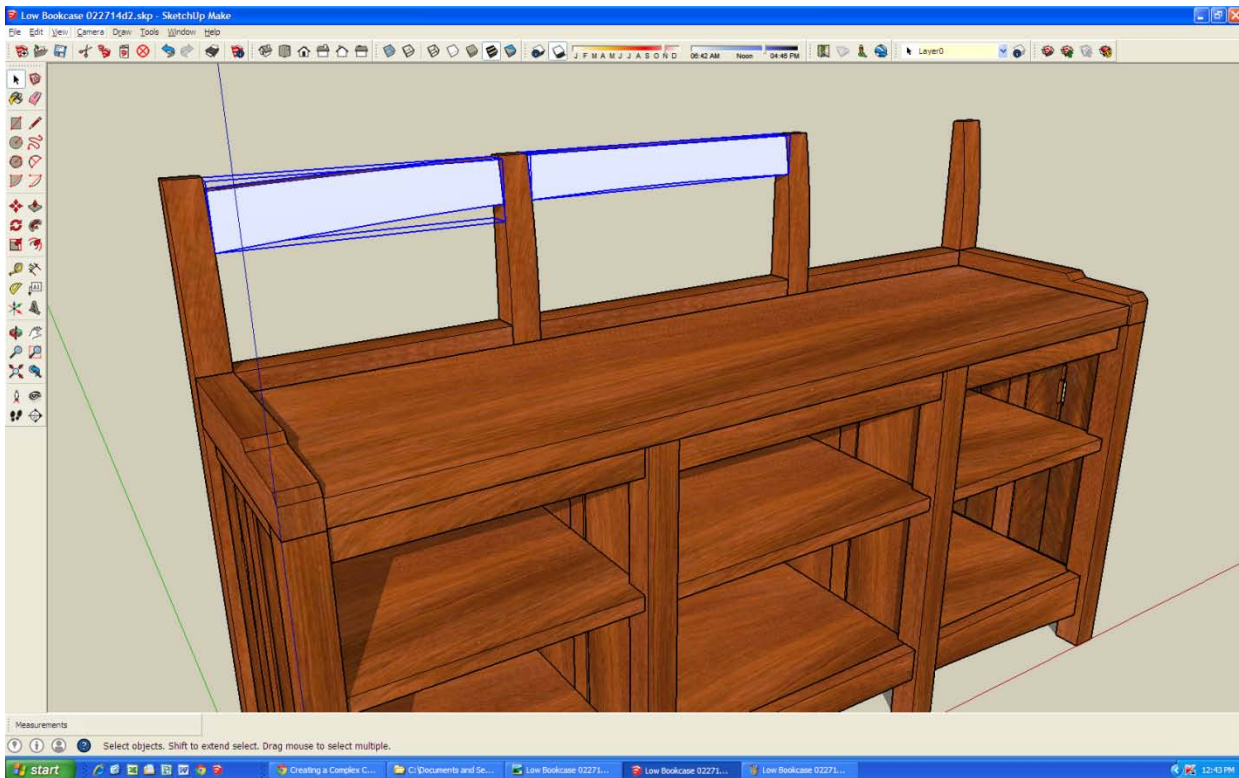 Low Bookcase 022714d2.skp - SketchUp Make
File Edit View Camera Draw Tools Window Help
J F M A M J J A S O N D 06:42 AM Noon 04:46 PM Layer0
Measurements
Select objects. Shift to extend select. Drag mouse to select multiple.
start Creating a Complex C... C:\Documents and Se... Low Bookcase 02271... Low Bookcase 02271... Low Bookcase 02271... 12:43 PM